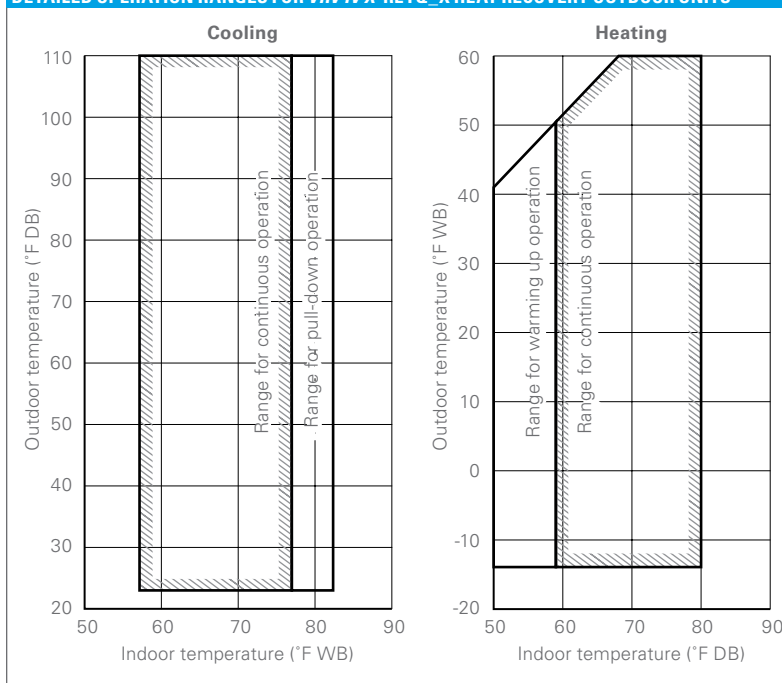 Cooling
Heating
110
100
90
80
70
60
50
40
30
20
Outdoor temperature (°F DB)
Range for continuous operation
Range for pull-down operation
50 60 70 80 90
Indoor temperature (°F WB)
60
50
40
30
20
10
0
-10
-20
Outdoor temperature (°F WB)
Range for warming up operation
Range for continuous operation
50 60 70 80 90
Indoor temperature (°F DB)